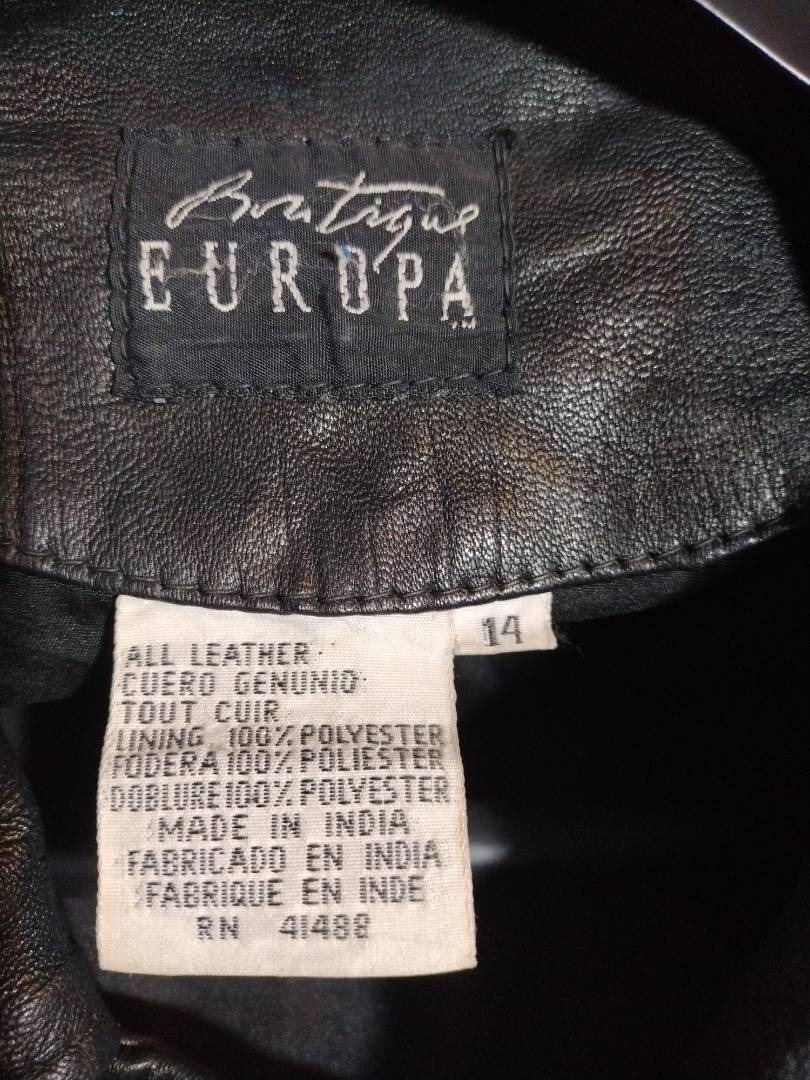 Boutique
EUROPA
TM
14
ALL LEATHER
CUERO GENUNIO
TOUT CUIR
LINING 100% POLYESTER
FODERA 100% POLIESTER
DOBLURE 100% POLYESTER
MADE IN INDIA
FABRICADO EN INDIA
FABRIQUE EN INDE
RN 41488